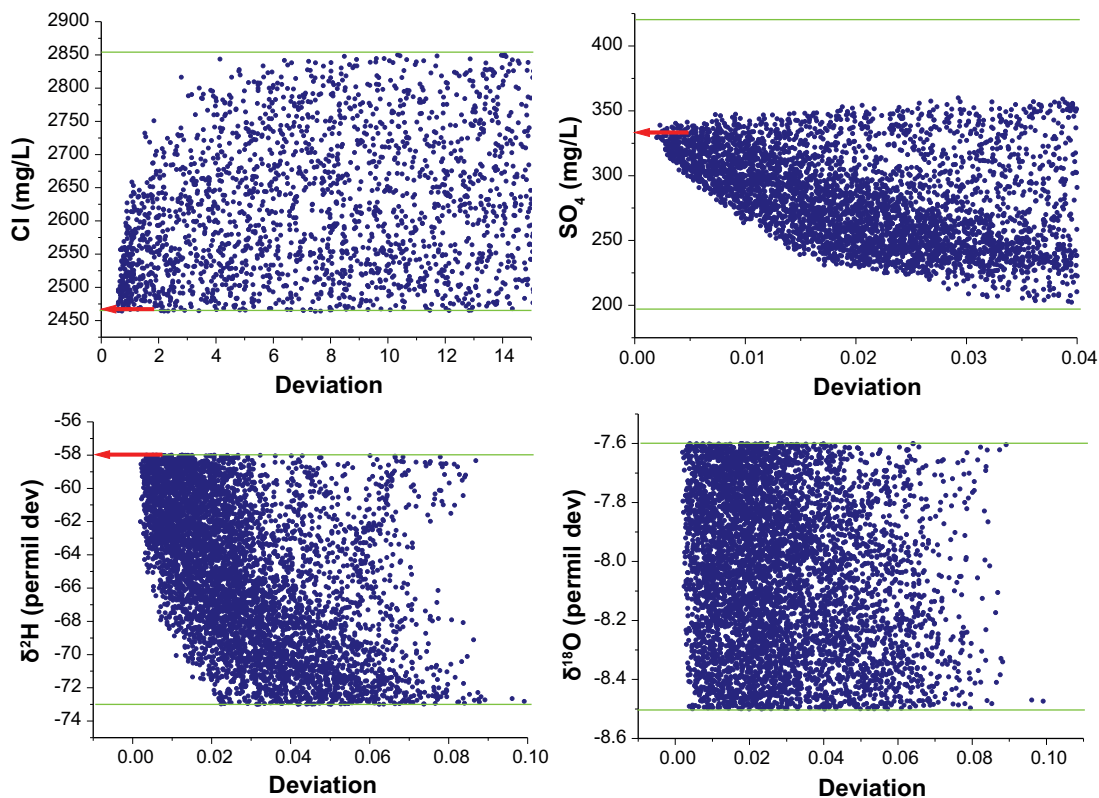 2900
2850
2800
2750
2700
2650
2600
2550
2500
2450
Cl (mg/L)
0 2 4 6 8 10 12 14
Deviation
400
350
300
250
200
SO4 (mg/L)
0.00 0.01 0.02 0.03 0.04
Deviation
-56
-58
-60
-62
-64
-66
-68
-70
-72
-74
δ²H (permil dev)
0.00 0.02 0.04 0.06 0.08 0.10
Deviation
-7.6
-7.8
-8.0
-8.2
-8.4
-8.6
δ¹⁸O (permil dev)
0.00 0.02 0.04 0.06 0.08 0.10
Deviation